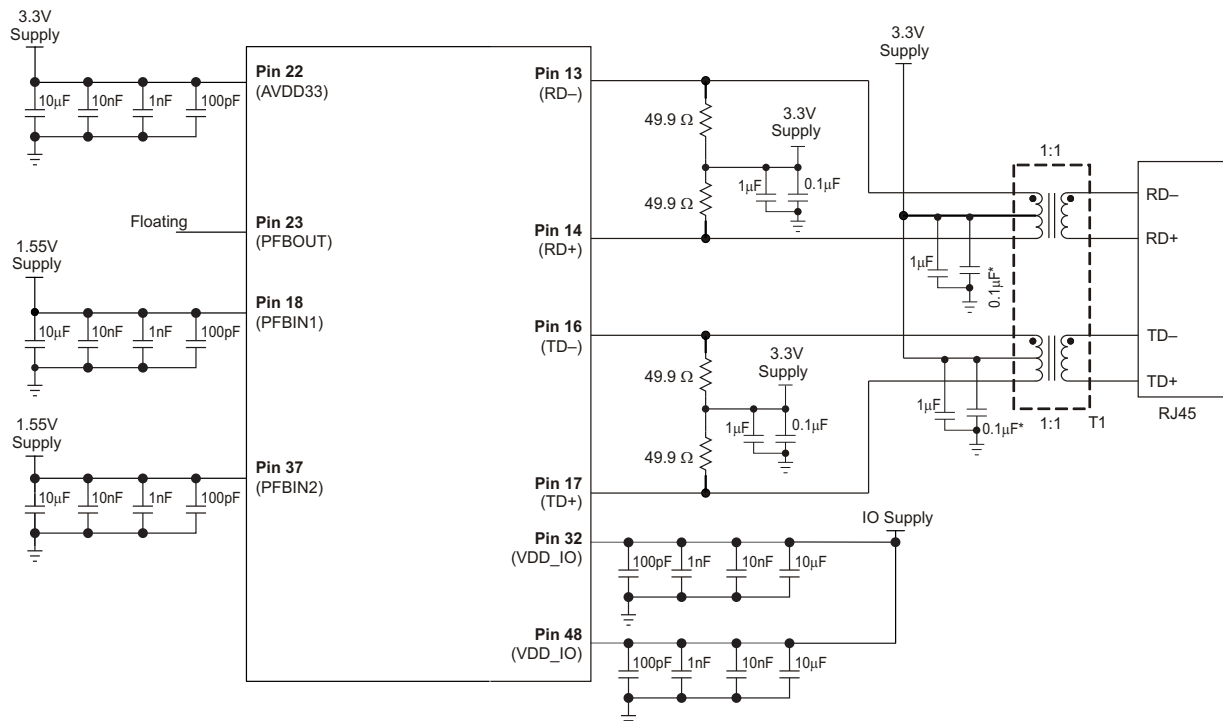 3.3V
Supply
10μF
10nF
1nF
100pF
Pin 22
(AVDD33)
Floating
Pin 23
(PFBOUT)
1.55V
Supply
10μF
10nF
1nF
100pF
Pin 18
(PFBIN1)
1.55V
Supply
10μF
10nF
1nF
100pF
Pin 37
(PFBIN2)
Pin 13
(RD–)
49.9 Ω
3.3V
Supply
1μF
0.1μF
49.9 Ω
Pin 14
(RD+)
Pin 16
(TD–)
49.9 Ω
3.3V
Supply
1μF
0.1μF
49.9 Ω
Pin 17
(TD+)
3.3V
Supply
1μF
0.1μF*
1μF
0.1μF*
1:1
1:1
T1
RD–
RD+
TD–
TD+
RJ45
IO Supply
Pin 32
(VDD_IO)
100pF
1nF
10nF
10μF
Pin 48
(VDD_IO)
100pF
1nF
10nF
10μF